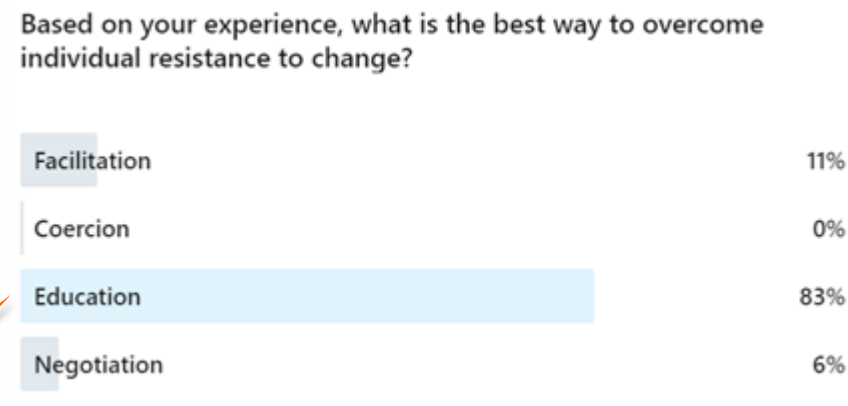 Based on your experience, what is the best way to overcome
individual resistance to change?
Facilitation 11%
Coercion 0%
Education 83%
Negotiation 6%